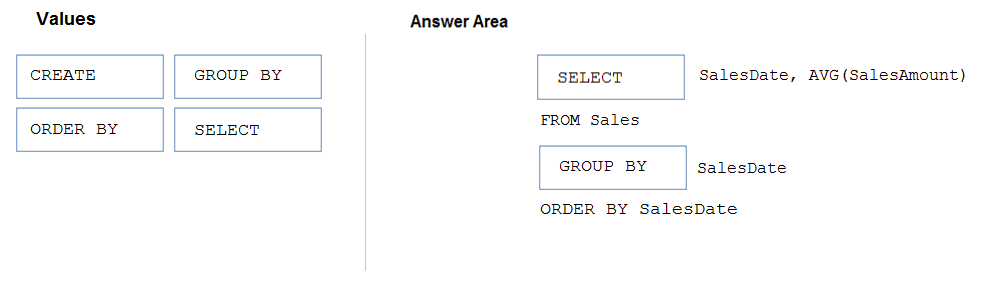 Values
CREATE GROUP BY
ORDER BY SELECT
Answer Area
SELECT SalesDate, AVG(SalesAmount)
FROM Sales
GROUP BY SalesDate
ORDER BY SalesDate